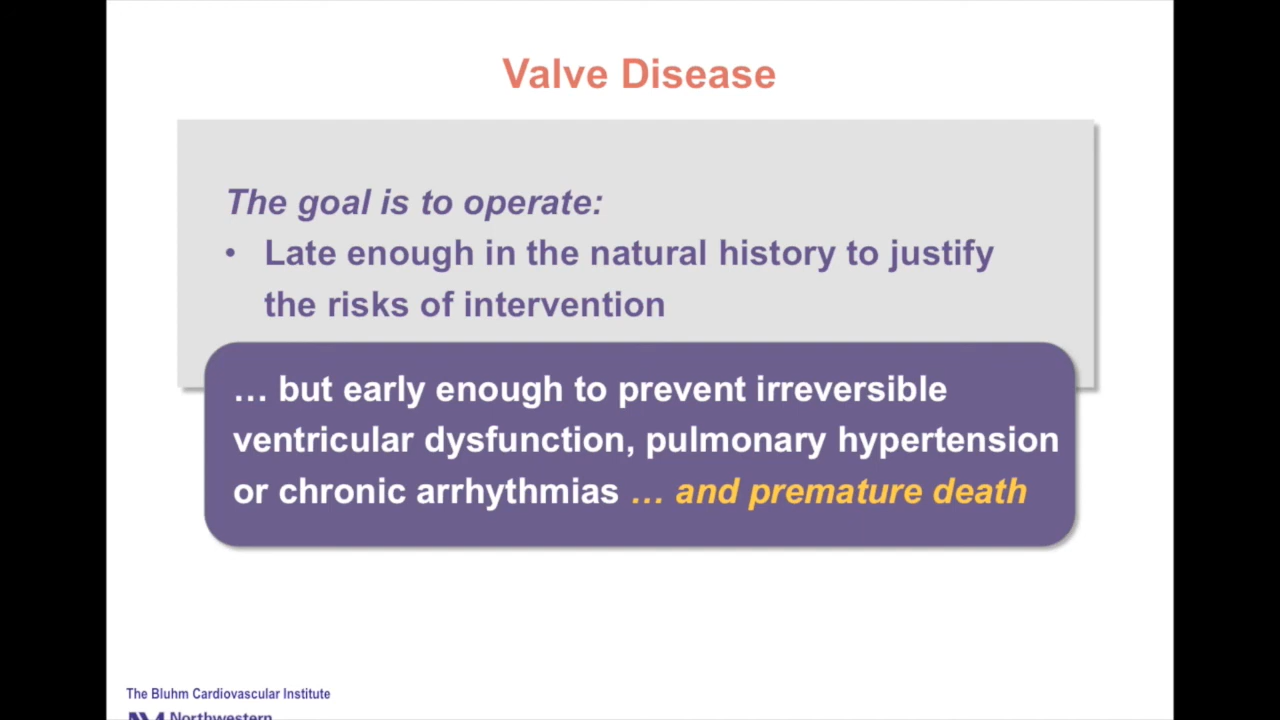 Valve Disease
The goal is to operate:
• Late enough in the natural history to justify
the risks of intervention
… but early enough to prevent irreversible
ventricular dysfunction, pulmonary hypertension
or chronic arrhythmias … and premature death
The Bluhm Cardiovascular Institute
Northwestern